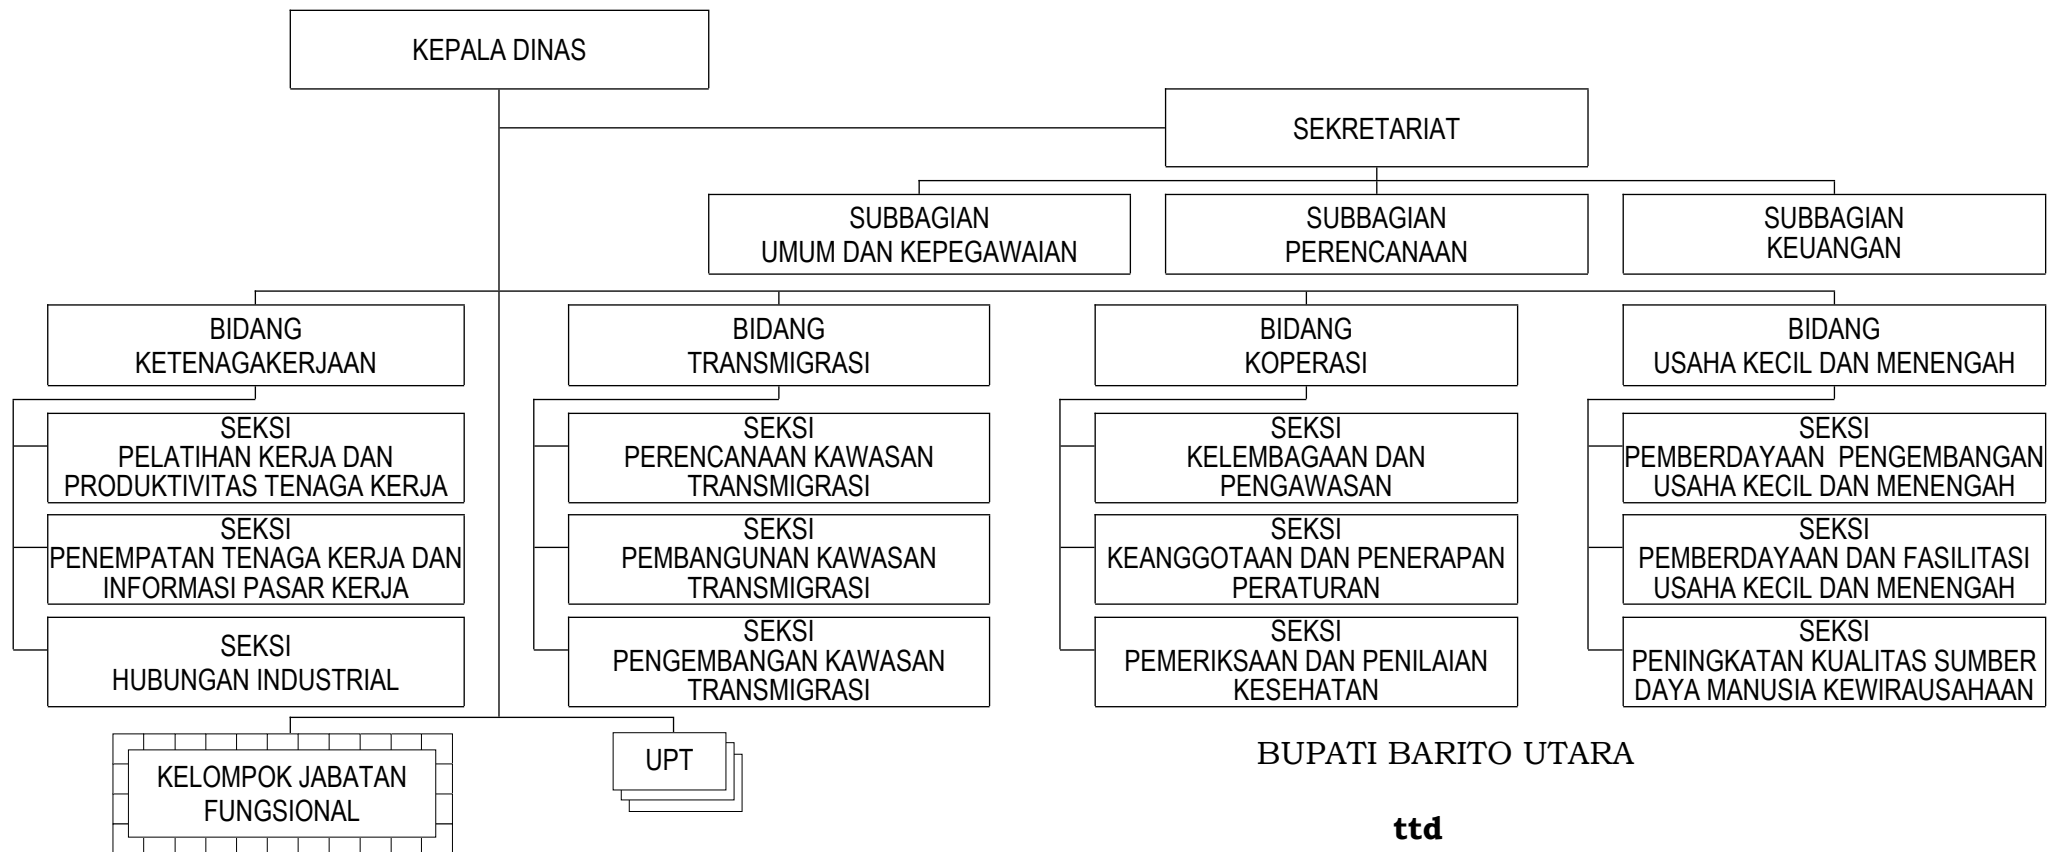 KEPALA DINAS
SEKRETARIAT
SUBBAGIAN
UMUM DAN KEPEGAWAIAN
SUBBAGIAN
PERENCANAAN
SUBBAGIAN
KEUANGAN
BIDANG
KETENAGAKERJAAN
BIDANG
TRANSMIGRASI
BIDANG
KOPERASI
BIDANG
USAHA KECIL DAN MENENGAH
SEKSI
PELATIHAN KERJA DAN
PRODUKTIVITAS TENAGA KERJA
SEKSI
PERENCANAAN KAWASAN
TRANSMIGRASI
SEKSI
KELEMBAGAAN DAN
PENGAWASAN
SEKSI
PEMBERDAYAAN PENGEMBANGAN
USAHA KECIL DAN MENENGAH
SEKSI
PENEMPATAN TENAGA KERJA DAN
INFORMASI PASAR KERJA
SEKSI
PEMBANGUNAN KAWASAN
TRANSMIGRASI
SEKSI
KEANGGOTAAN DAN PENERAPAN
PERATURAN
SEKSI
PEMBERDAYAAN DAN FASILITASI
USAHA KECIL DAN MENENGAH
SEKSI
HUBUNGAN INDUSTRIAL
SEKSI
PENGEMBANGAN KAWASAN
TRANSMIGRASI
SEKSI
PEMERIKSAAN DAN PENILAIAN
KESEHATAN
SEKSI
PENINGKATAN KUALITAS SUMBER
DAYA MANUSIA KEWIRAUSAHAAN
KELOMPOK JABATAN
FUNGSIONAL
UPT
BUPATI BARITO UTARA
ttd